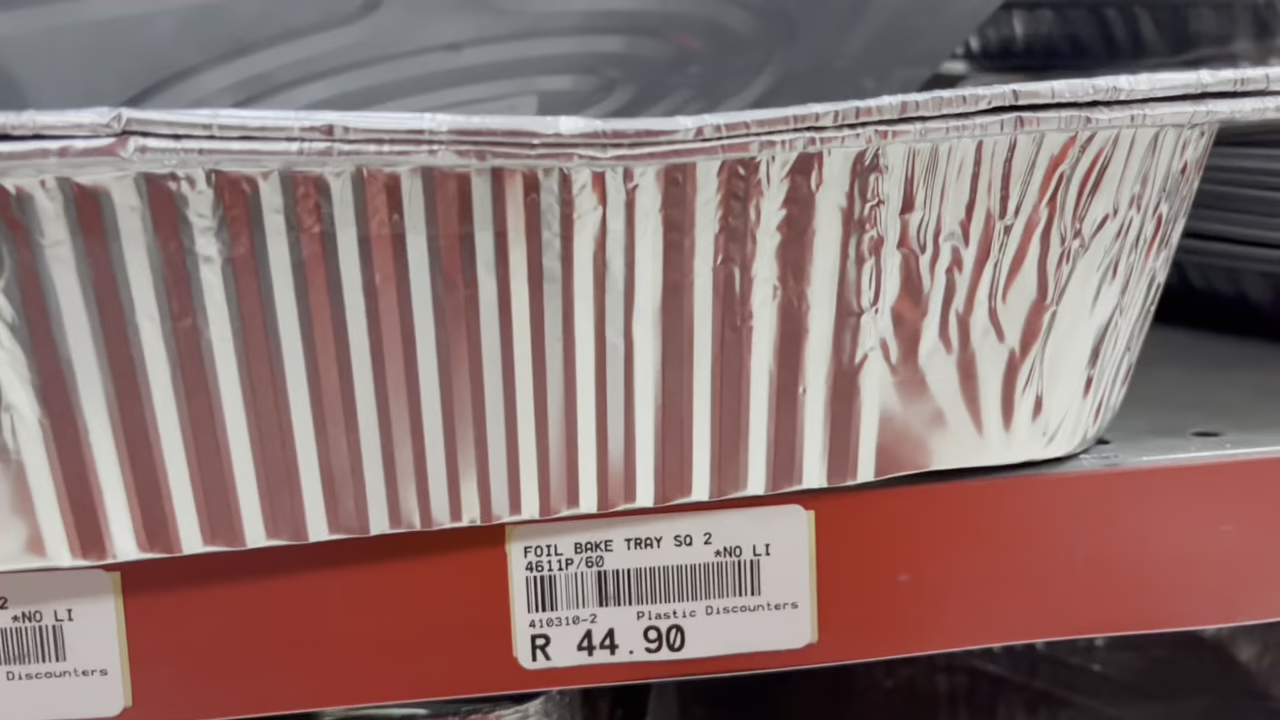 FOIL BAKE TRAY SQ 2
4611P/60 *NO LI
410310-2 Plastic Discounters
R 44.90
2
*NO LI
Discounters